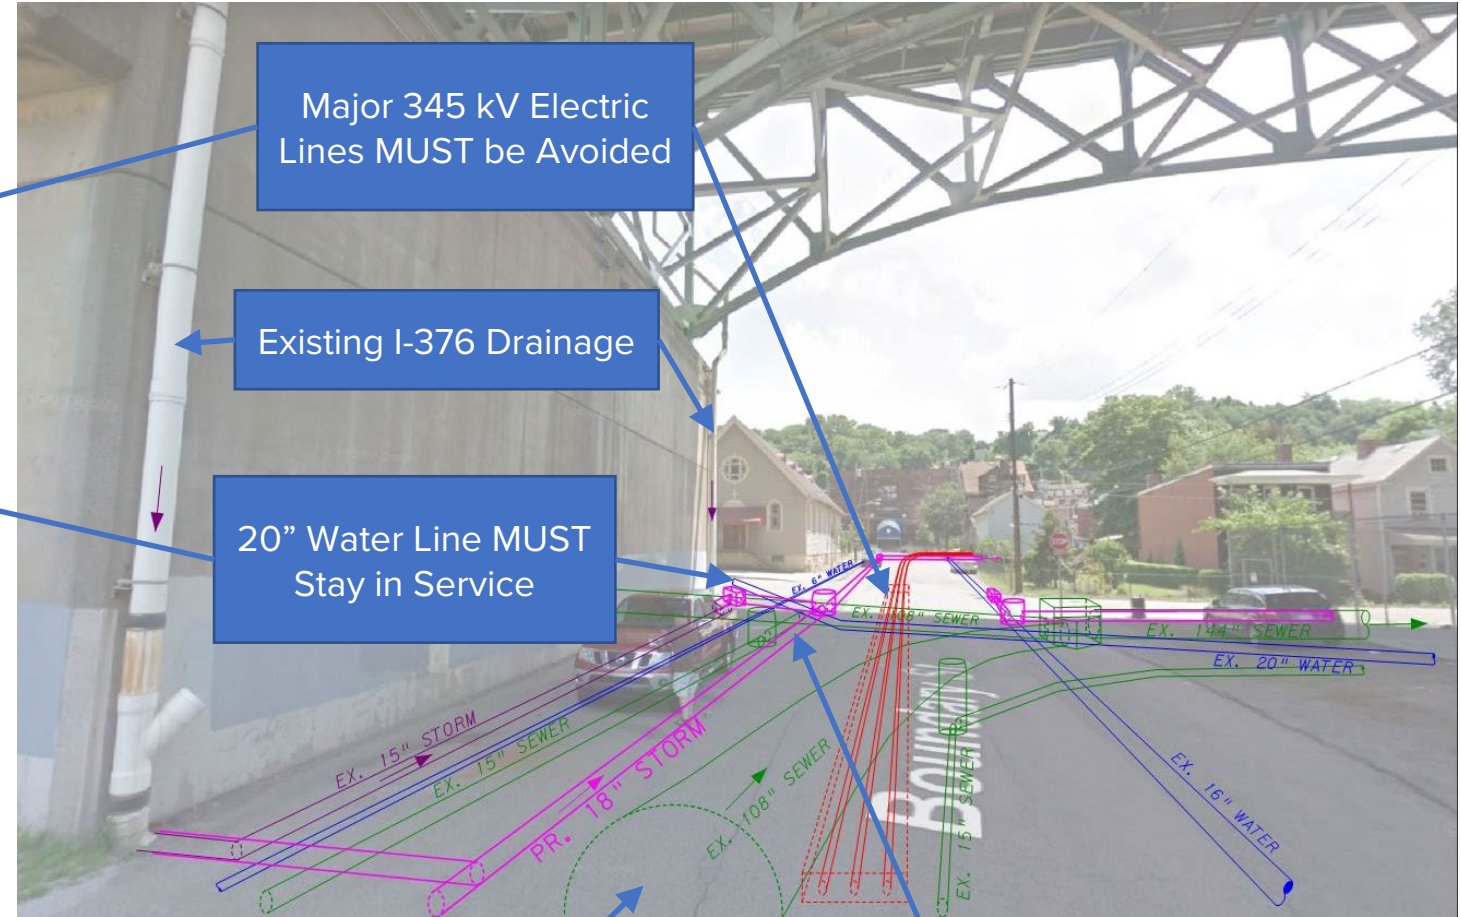 Major 345 kV Electric
Lines MUST be Avoided
Existing I-376 Drainage
20” Water Line MUST
Stay in Service
EX. 6" WATER
EX. 108" SEWER
EX. 144" SEWER
EX. 20" WATER
STOP
EX. 15" STORM
EX. 15" SEWER
PR. 18" STORM
EX. 108" SEWER
Boundary
EX. 15" SEWER
EX. 16" WATER